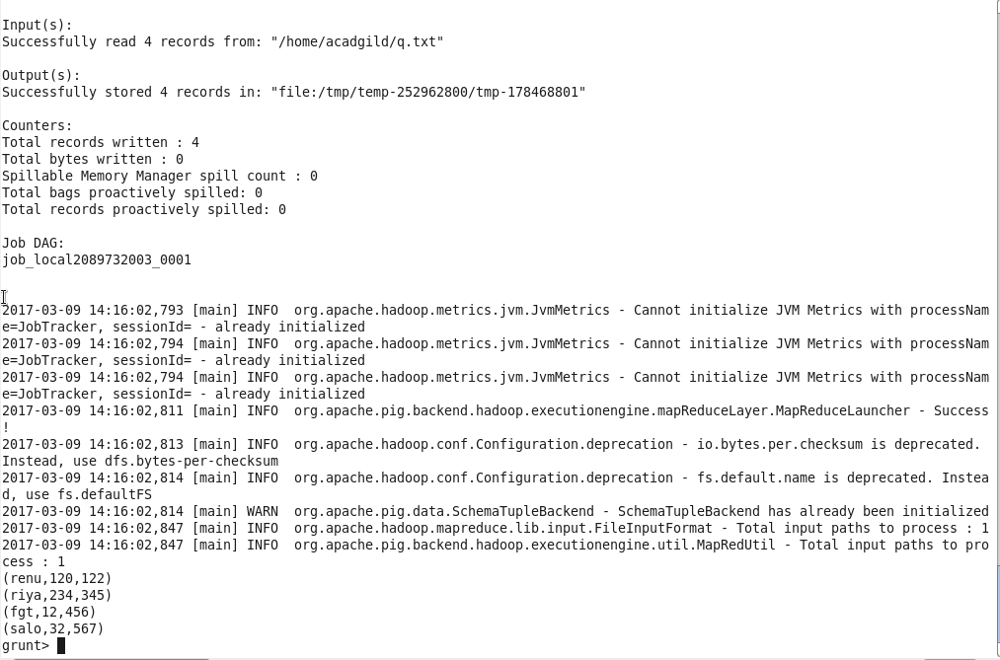 Input(s):
Successfully read 4 records from: "/home/acadgild/q.txt"
Output(s):
Successfully stored 4 records in: "file:/tmp/temp-252962800/tmp-178468801"
Counters:
Total records written : 4
Total bytes written : 0
Spillable Memory Manager spill count : 0
Total bags proactively spilled: 0
Total records proactively spilled: 0
Job DAG:
job_local2089732003_0001
2017-03-09 14:16:02,793 [main] INFO  org.apache.hadoop.metrics.jvm.JvmMetrics - Cannot initialize JVM Metrics with processNam
e=JobTracker, sessionId= - already initialized
2017-03-09 14:16:02,794 [main] INFO  org.apache.hadoop.metrics.jvm.JvmMetrics - Cannot initialize JVM Metrics with processNam
e=JobTracker, sessionId= - already initialized
2017-03-09 14:16:02,794 [main] INFO  org.apache.hadoop.metrics.jvm.JvmMetrics - Cannot initialize JVM Metrics with processNam
e=JobTracker, sessionId= - already initialized
2017-03-09 14:16:02,811 [main] INFO  org.apache.pig.backend.hadoop.executionengine.mapReduceLayer.MapReduceLauncher - Success
!
2017-03-09 14:16:02,813 [main] INFO  org.apache.hadoop.conf.Configuration.deprecation - io.bytes.per.checksum is deprecated.
Instead, use dfs.bytes-per-checksum
2017-03-09 14:16:02,814 [main] INFO  org.apache.hadoop.conf.Configuration.deprecation - fs.default.name is deprecated. Instea
d, use fs.defaultFS
2017-03-09 14:16:02,814 [main] WARN  org.apache.pig.data.SchemaTupleBackend - SchemaTupleBackend has already been initialized
2017-03-09 14:16:02,847 [main] INFO  org.apache.hadoop.mapreduce.lib.input.FileInputFormat - Total input paths to process : 1
2017-03-09 14:16:02,847 [main] INFO  org.apache.pig.backend.hadoop.executionengine.util.MapRedUtil - Total input paths to pro
cess : 1
(renu,120,122)
(riya,234,345)
(fgt,12,456)
(salo,32,567)
grunt>